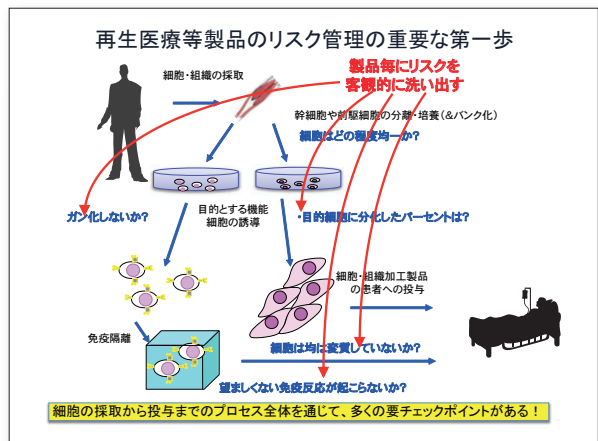 再生医療等製品のリスク管理の重要な第一歩
細胞・組織の採取
製品毎にリスクを
客観的に洗い出す
幹細胞や前駆細胞の分離・培養(&バンク化)
細胞はどの程度均一か?
ガン化しないか?
目的とする機能
細胞の誘導
・目的細胞に分化したパーセントは?
細胞・組織加工製品
の患者への投与
免疫隔離
細胞は均は変質していないか?
望ましくない免疫反応が起こらないか?
細胞の採取から投与までのプロセス全体を通じて、多くの要チェックポイントがある!